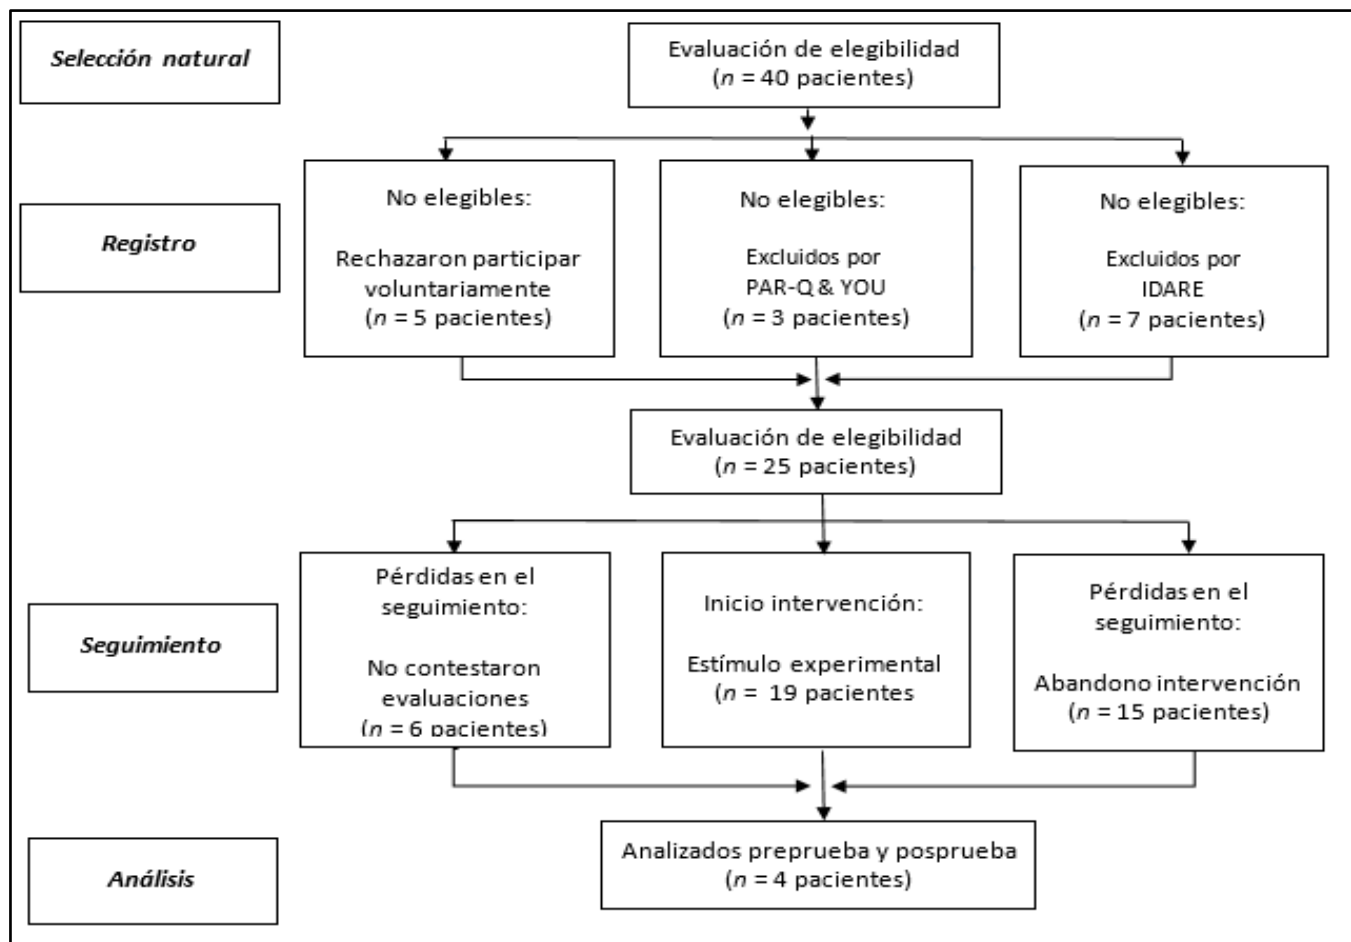 Selección natural
Evaluación de elegibilidad
(n = 40 pacientes)
Registro
No elegibles:
Rechazaron participar
voluntariamente
(n = 5 pacientes)
No elegibles:
Excluidos por
PAR-Q & YOU
(n = 3 pacientes)
No elegibles:
Excluidos por
IDARE
(n = 7 pacientes)
Evaluación de elegibilidad
(n = 25 pacientes)
Seguimiento
Pérdidas en el
seguimiento:
No contestaron
evaluaciones
(n = 6 pacientes)
Inicio intervención:
Estímulo experimental
(n = 19 pacientes
Pérdidas en el
seguimiento:
Abandono intervención
(n = 15 pacientes)
Análisis
Analizados preprueba y posprueba
(n = 4 pacientes)